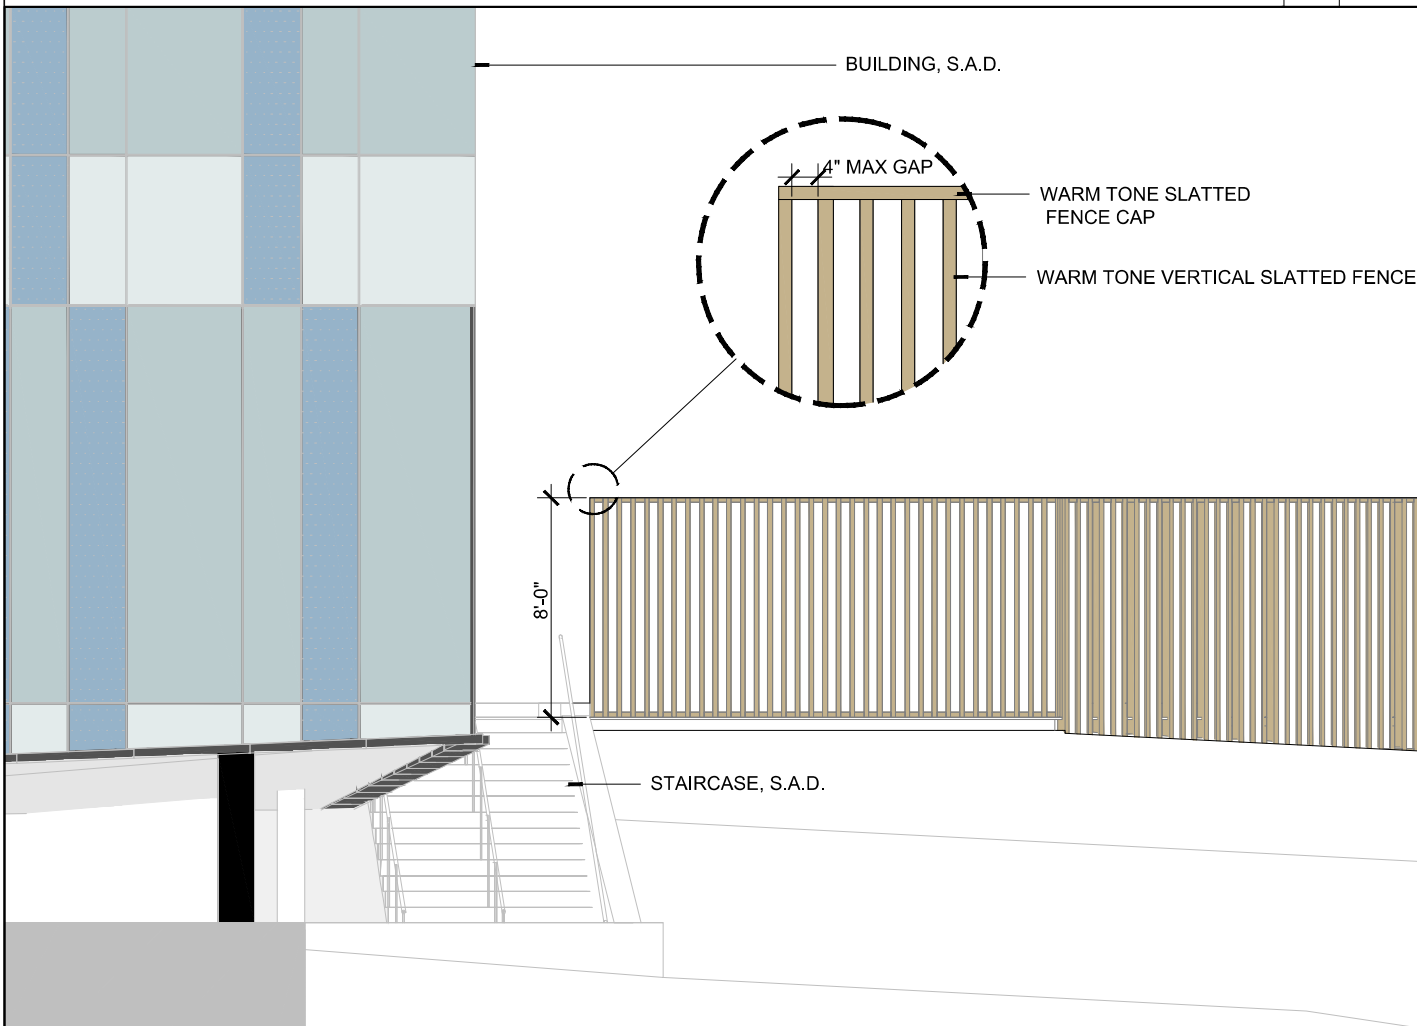 BUILDING, S.A.D.
4" MAX GAP
WARM TONE SLATTED
FENCE CAP
WARM TONE VERTICAL SLATTED FENCE
8'-0"
STAIRCASE, S.A.D.